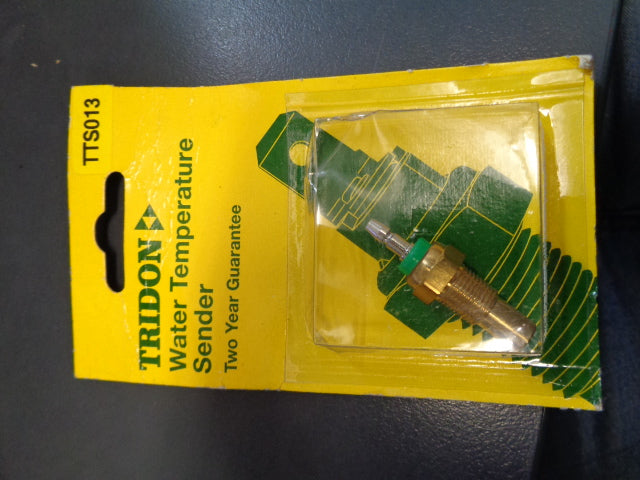 TTS013
TRIDON
Water Temperature
Sender
Two Year Guarantee